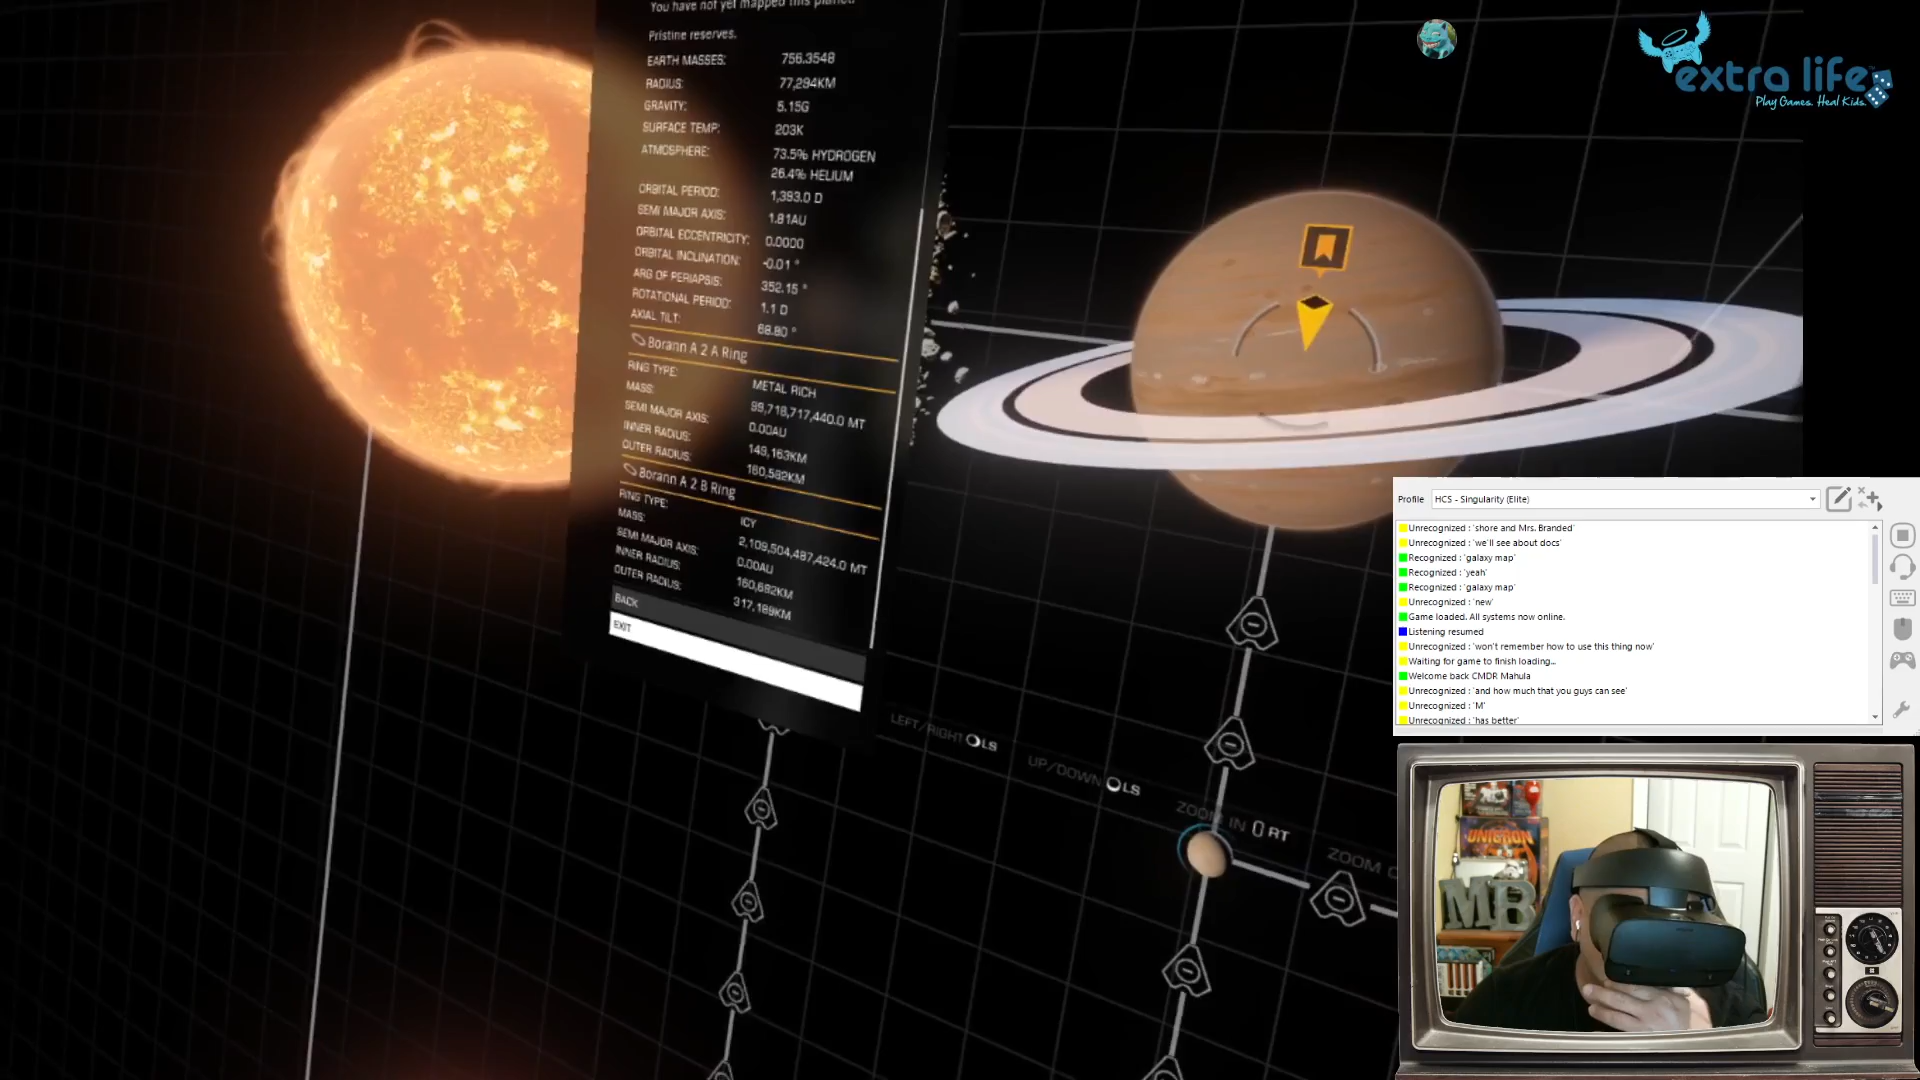 You have not yet mapped this planet.
Pristine reserves.
EARTH MASSES: 756.3548
RADIUS: 77,294KM
GRAVITY: 5.15G
SURFACE TEMP: 203K
ATMOSPHERE: 73.5% HYDROGEN
26.4% HELIUM
ORBITAL PERIOD: 1,393.0 D
SEMI MAJOR AXIS: 1.81AU
ORBITAL ECCENTRICITY: 0.0000
ORBITAL INCLINATION: -0.01 °
ARG OF PERIAPSIS: 352.15 °
ROTATIONAL PERIOD: 1.1 D
AXIAL TILT: 68.80 °
Borann A 2 A Ring
RING TYPE: METAL RICH
MASS: 99,718,717,440.0 MT
SEMI MAJOR AXIS: 0.00AU
INNER RADIUS: 149,163KM
OUTER RADIUS: 160,582KM
Borann A 2 B Ring
RING TYPE: ICY
MASS: 2,109,504,487,424.0 MT
SEMI MAJOR AXIS: 0.00AU
INNER RADIUS: 160,682KM
OUTER RADIUS: 317,189KM
BACK
EXIT
LEFT/RIGHT LS
UP/DOWN LS
ZOOM IN RT
ZOOM
extra life
Play Games. Heal Kids.
Profile HCS - Singularity (Elite)
Unrecognized : 'shore and Mrs. Branded'
Unrecognized : 'we'll see about docs'
Recognized : 'galaxy map'
Recognized : 'yeah'
Recognized : 'galaxy map'
Unrecognized : 'new'
Game loaded. All systems now online.
Listening resumed
Unrecognized : 'won't remember how to use this thing now'
Waiting for game to finish loading...
Welcome back CMDR Mahula
Unrecognized : 'and how much that you guys can see'
Unrecognized : 'M'
Unrecognized : 'has better'
UNICRON
MB